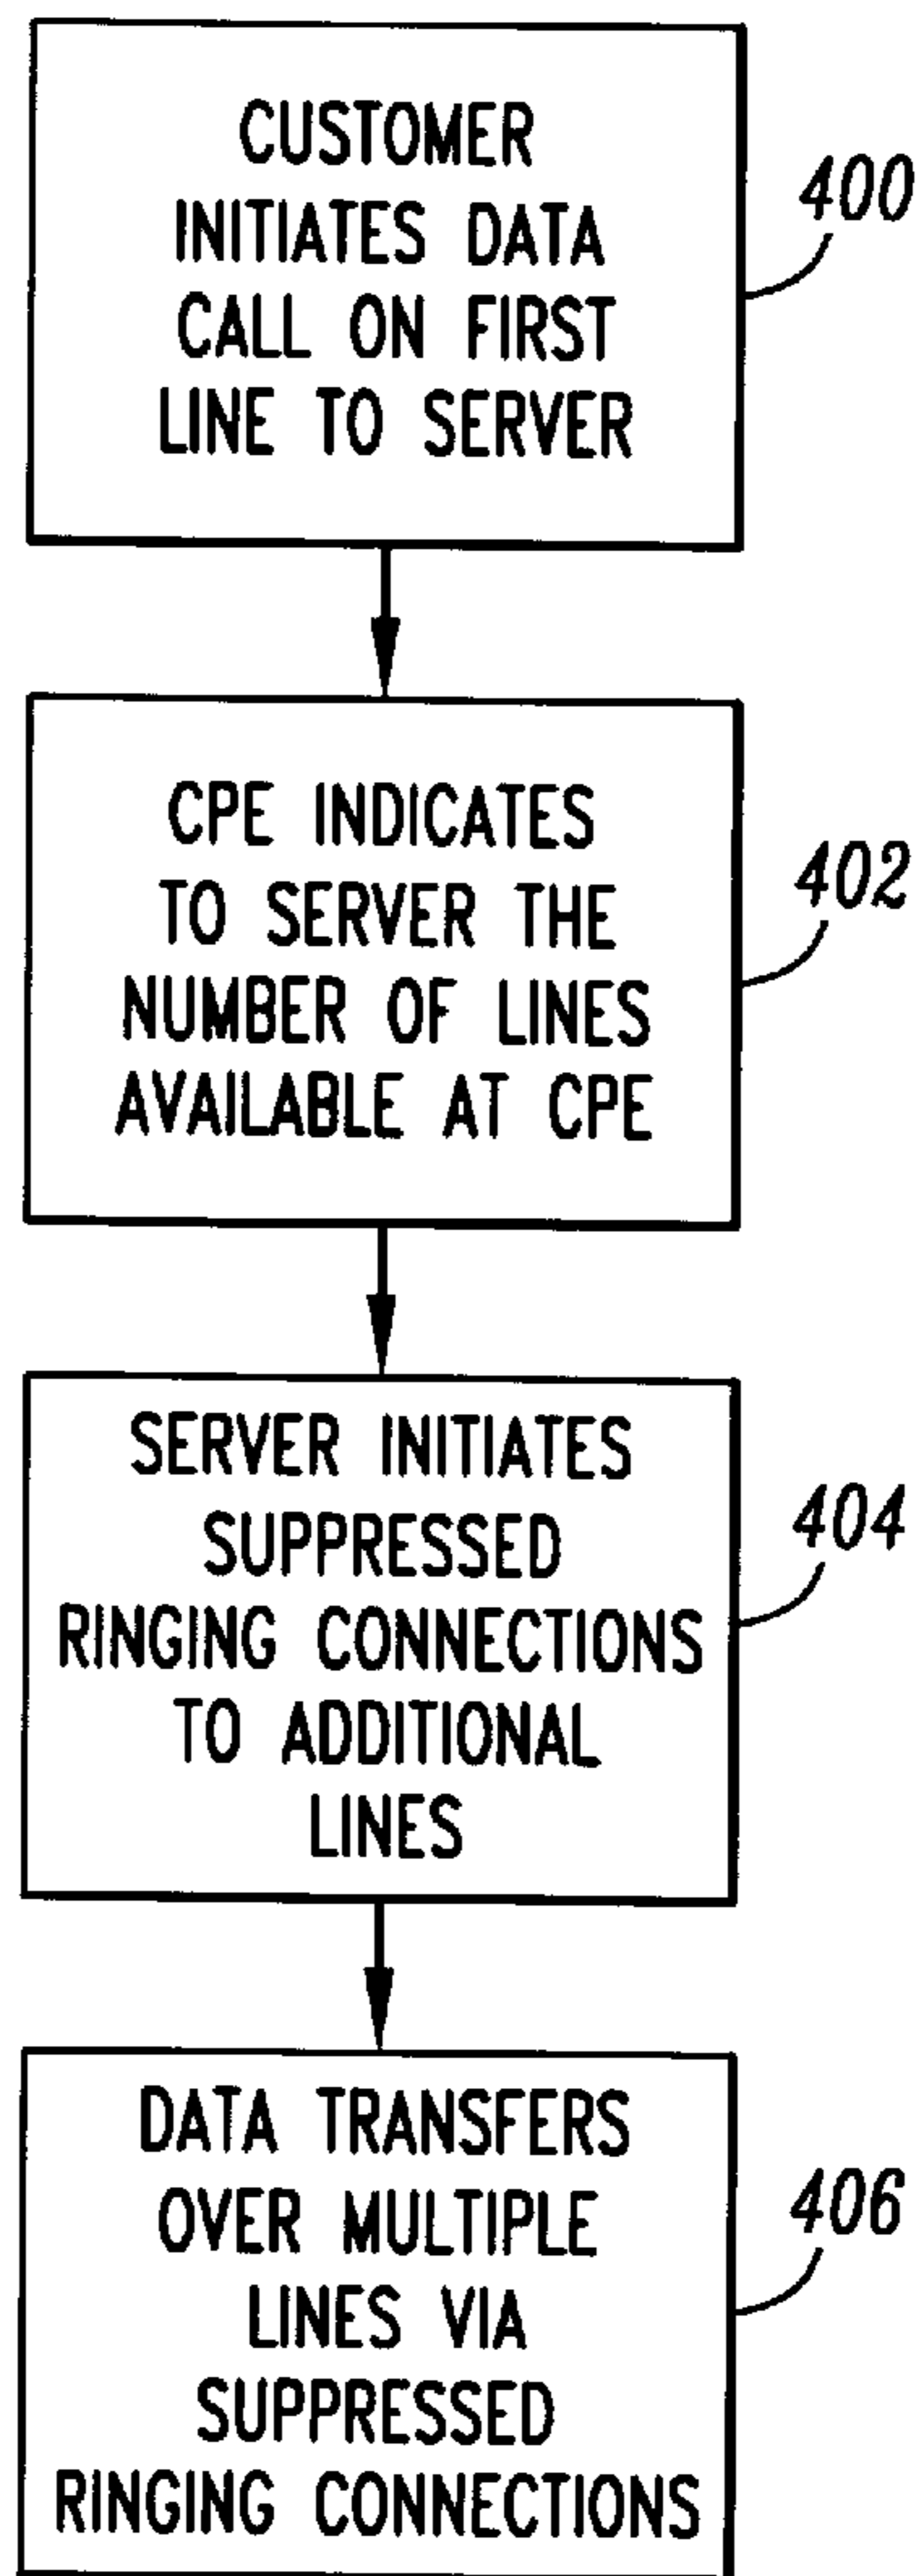 CUSTOMER
INITIATES DATA
CALL ON FIRST
LINE TO SERVER
400
CPE INDICATES
TO SERVER THE
NUMBER OF LINES
AVAILABLE AT CPE
402
SERVER INITIATES
SUPPRESSED
RINGING CONNECTIONS
TO ADDITIONAL
LINES
404
DATA TRANSFERS
OVER MULTIPLE
LINES VIA
SUPPRESSED
RINGING CONNECTIONS
406